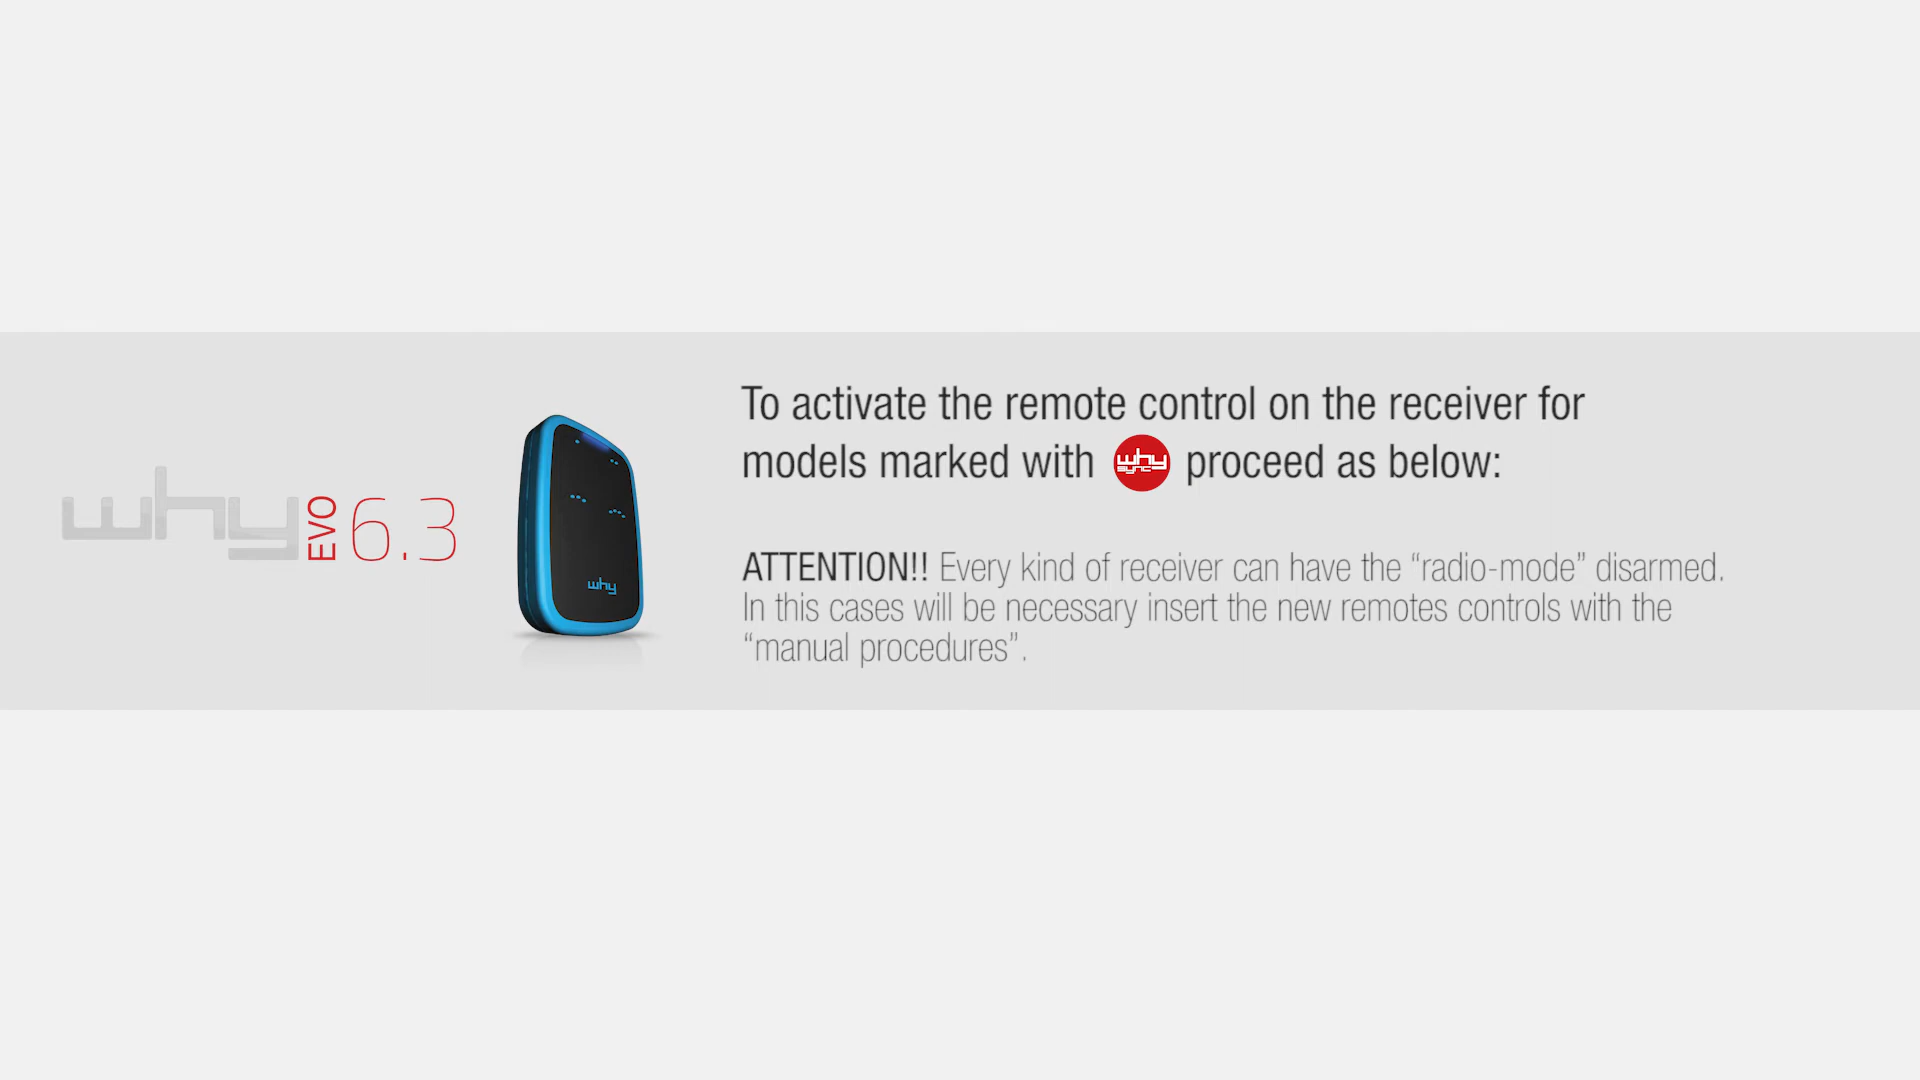 To activate the remote control on the receiver for
models marked with why sync proceed as below:
why EVO 6.3
why
ATTENTION!! Every kind of receiver can have the “radio-mode” disarmed.
In this cases will be necessary insert the new remotes controls with the
“manual procedures”.